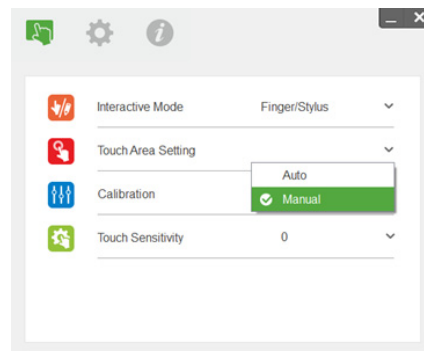 Interactive Mode Finger/Stylus
Touch Area Setting
Auto
Calibration Manual
Touch Sensitivity 0